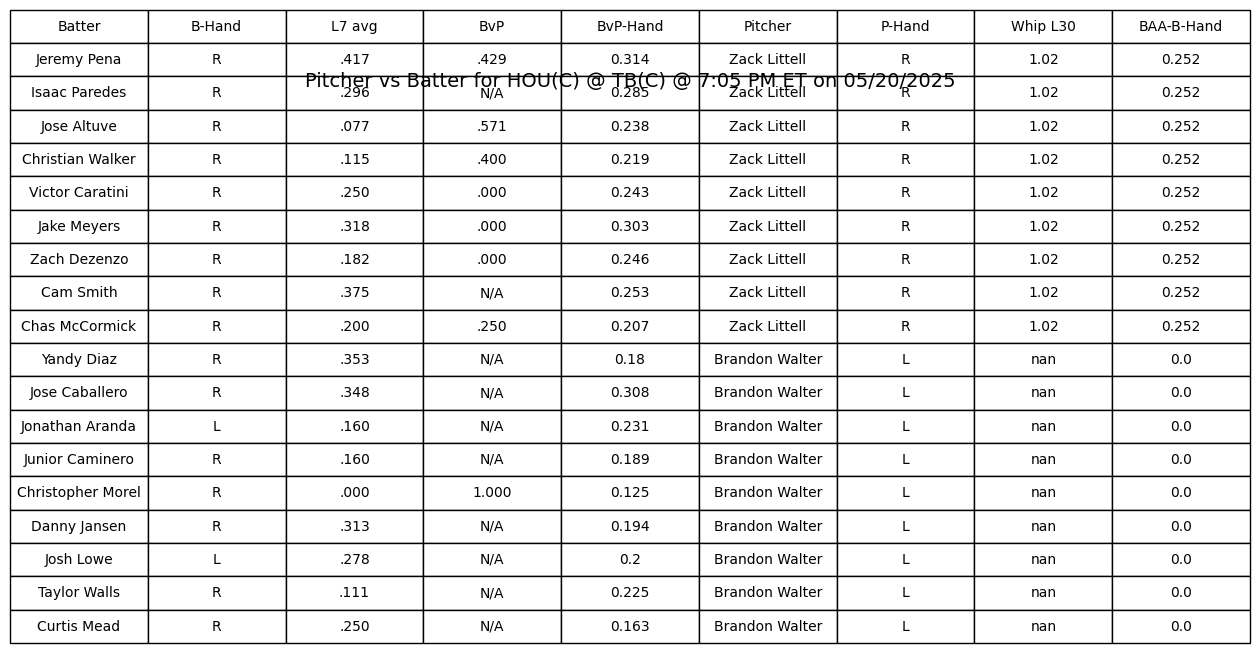 Batter B-Hand L7 avg BvP BvP-Hand Pitcher P-Hand Whip L30 BAA-B-Hand
Jeremy Pena R .417 .429 0.314 Zack Littell R 1.02 0.252
Pitcher vs Batter for HOU(C) @ TB(C) @ 7:05 PM ET on 05/20/2025
Isaac Paredes R .296 N/A 0.285 Zack Littell R 1.02 0.252
Jose Altuve R .077 .571 0.238 Zack Littell R 1.02 0.252
Christian Walker R .115 .400 0.219 Zack Littell R 1.02 0.252
Victor Caratini R .250 .000 0.243 Zack Littell R 1.02 0.252
Jake Meyers R .318 .000 0.303 Zack Littell R 1.02 0.252
Zach Dezenzo R .182 .000 0.246 Zack Littell R 1.02 0.252
Cam Smith R .375 N/A 0.253 Zack Littell R 1.02 0.252
Chas McCormick R .200 .250 0.207 Zack Littell R 1.02 0.252
Yandy Diaz R .353 N/A 0.18 Brandon Walter L nan 0.0
Jose Caballero R .348 N/A 0.308 Brandon Walter L nan 0.0
Jonathan Aranda L .160 N/A 0.231 Brandon Walter L nan 0.0
Junior Caminero R .160 N/A 0.189 Brandon Walter L nan 0.0
Christopher Morel R .000 1.000 0.125 Brandon Walter L nan 0.0
Danny Jansen R .313 N/A 0.194 Brandon Walter L nan 0.0
Josh Lowe L .278 N/A 0.2 Brandon Walter L nan 0.0
Taylor Walls R .111 N/A 0.225 Brandon Walter L nan 0.0
Curtis Mead R .250 N/A 0.163 Brandon Walter L nan 0.0